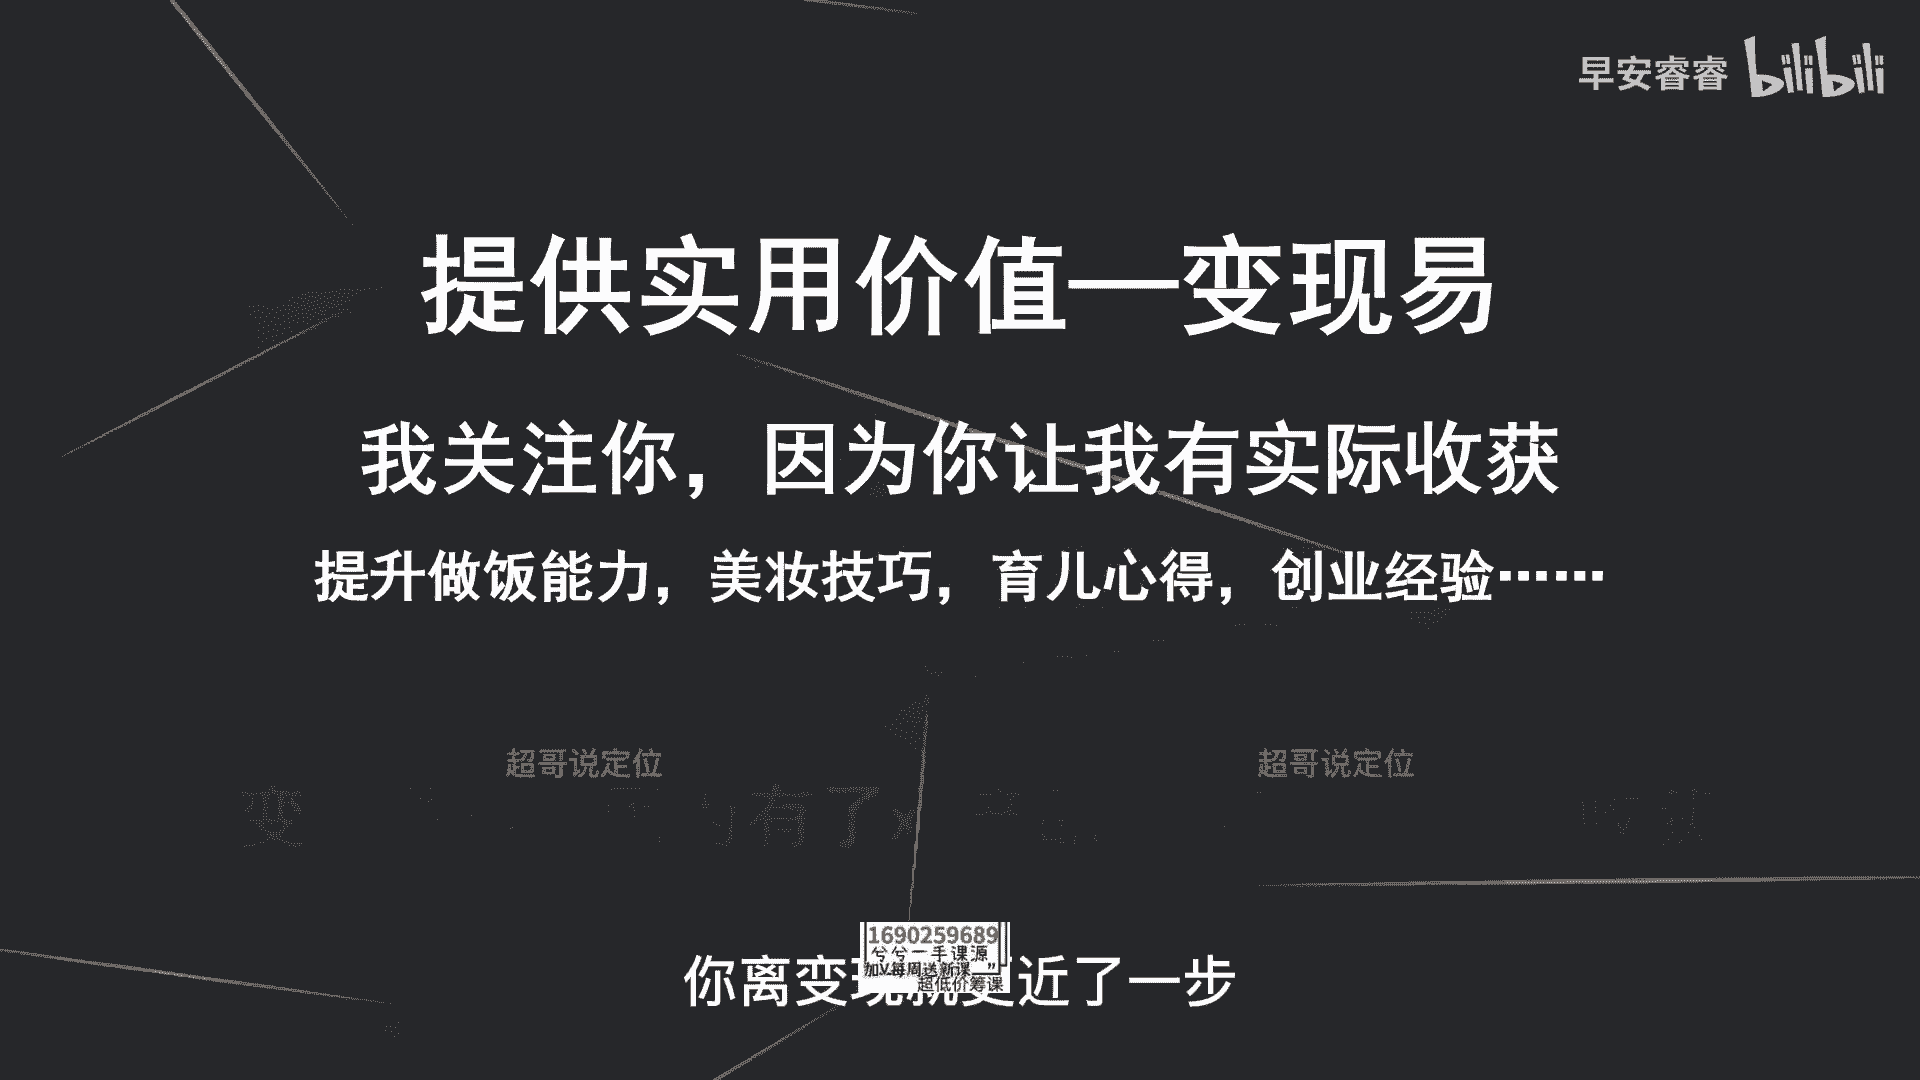 早安睿睿 bilibili
提供实用价值—变现易
我关注你，因为你让我有实际收获
提升做饭能力，美妆技巧，育儿心得，创业经验……
超哥说定位 超哥说定位
变 有了
1690259689
兮兮一手课源
加V每周送新课
超低价筹课
你离变现就更近了一步